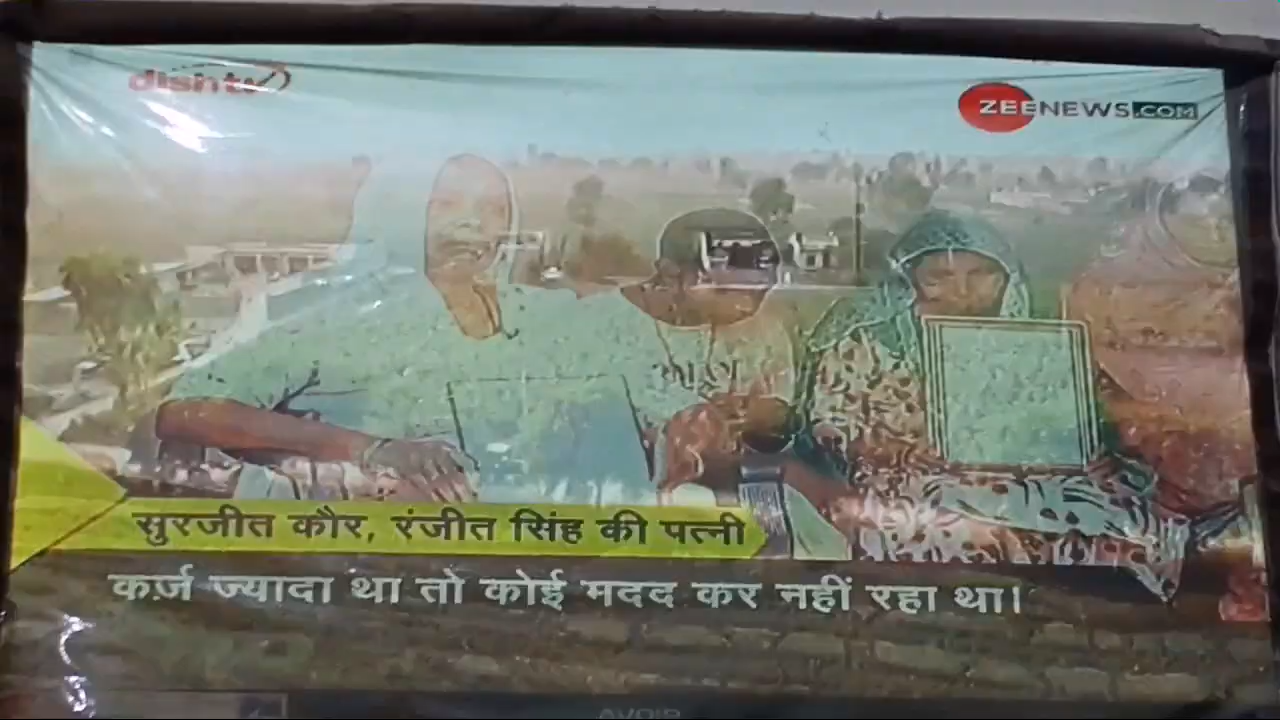 dishtv
ZEENEWS.COM
सुरजीत कौर, रंजीत सिंह की पत्नी
कर्ज़ ज्यादा था तो कोई मदद कर नहीं रहा था।